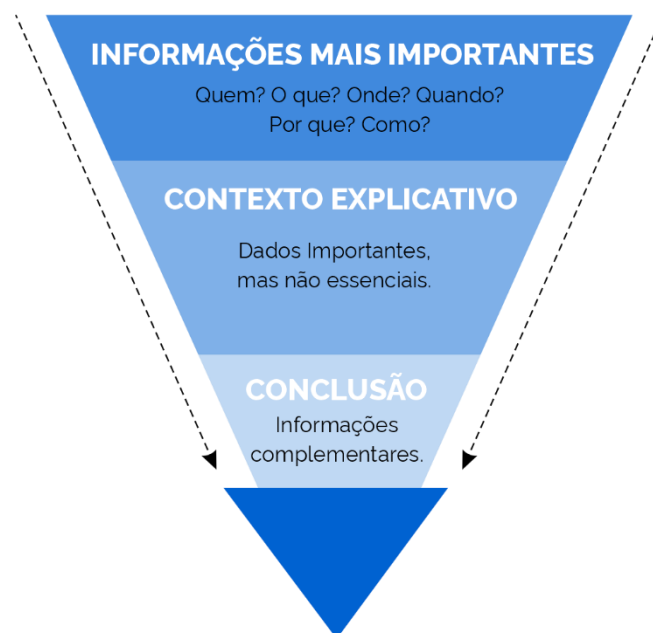 INFORMAÇÕES MAIS IMPORTANTES
Quem? O que? Onde? Quando?
Por que? Como?
CONTEXTO EXPLICATIVO
Dados Importantes,
mas não essenciais.
CONCLUSÃO
Informações
complementares.